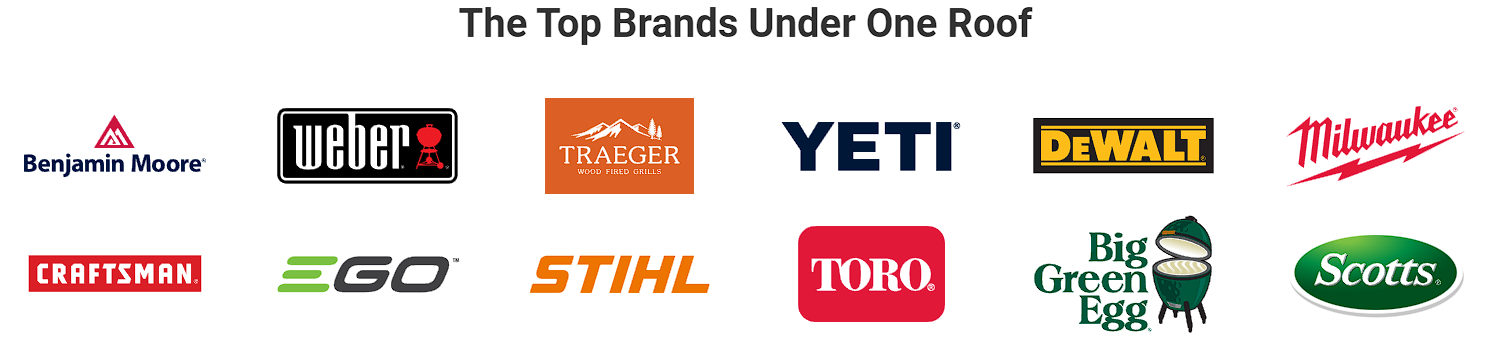 The Top Brands Under One Roof
Benjamin Moore®
weber®
TRAEGER
WOOD FIRED GRILLS
YETI®
DEWALT®
Milwaukee®
CRAFTSMAN®
EGO™
STIHL
TORO®
Big
Green
Egg®
Scotts®